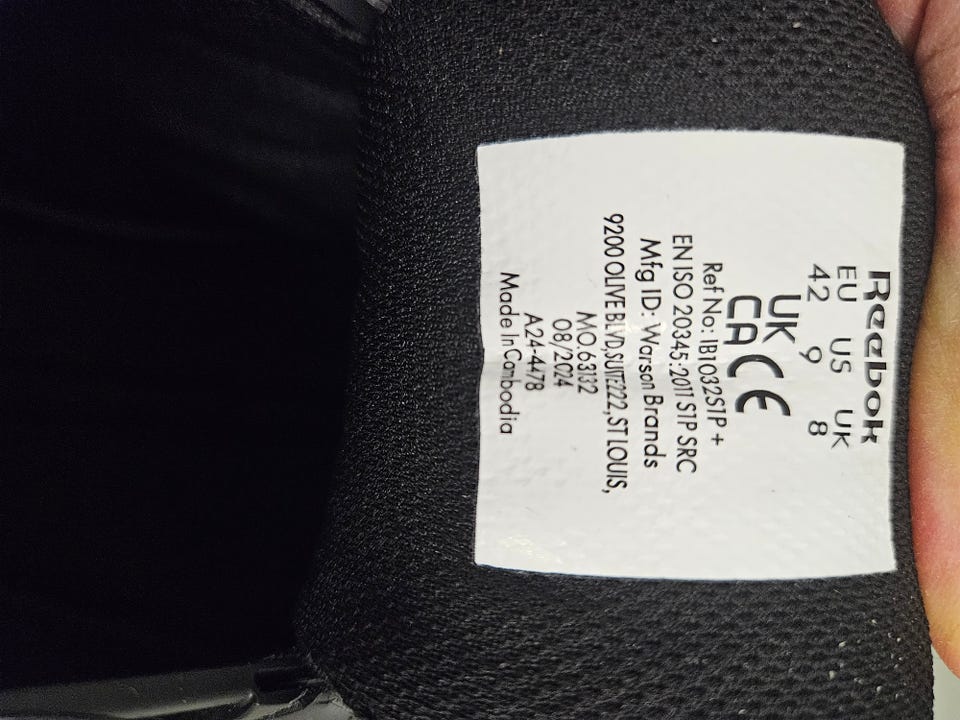 Reebok
EU US UK
42 9 8
UK
CA CE
Ref No: IB1032S1P +
EN ISO 20345:2011 S1P SRC
Mfg ID: Warson Brands
9200 OLIVE BLVD,SUITE222,ST LOUIS,
MO.63132
08/2024
A24-4478
Made In Cambodia